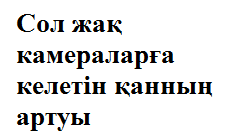 Сол жақ
камераларға
келетін қанның
артуы